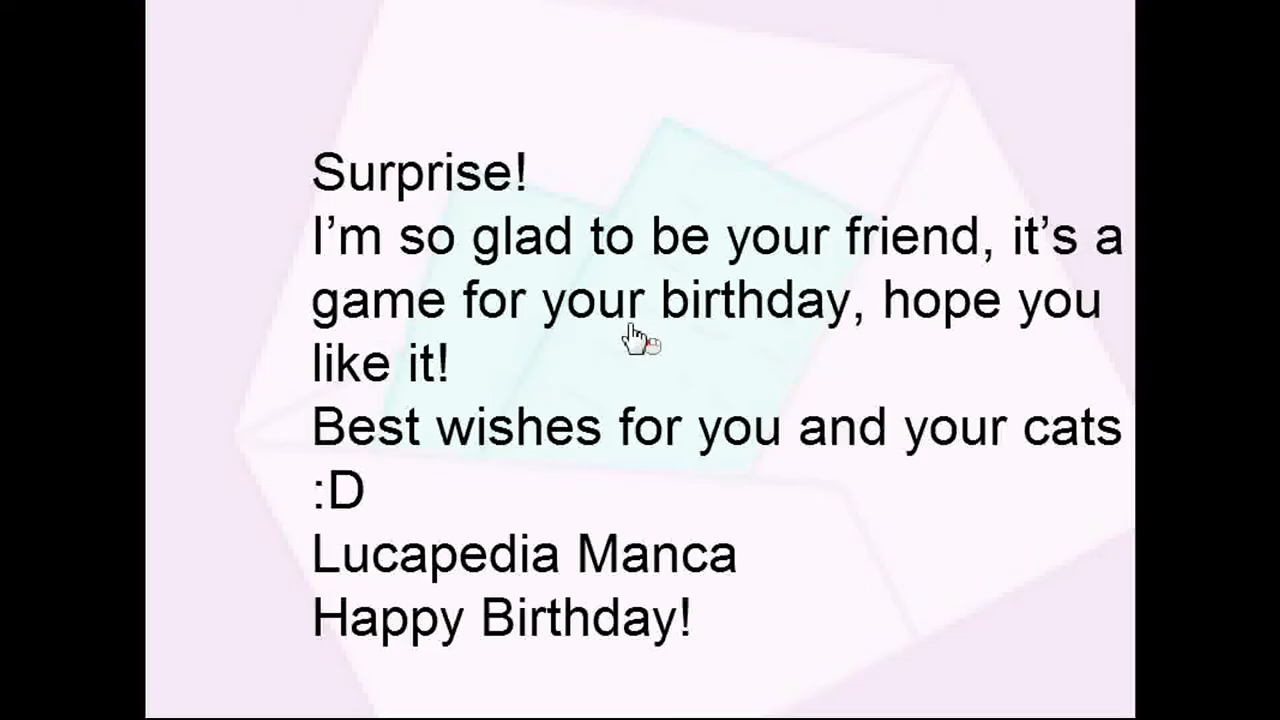 Surprise!
I’m so glad to be your friend, it’s a
game for your birthday, hope you
like it!
Best wishes for you and your cats
:D
Lucapedia Manca
Happy Birthday!